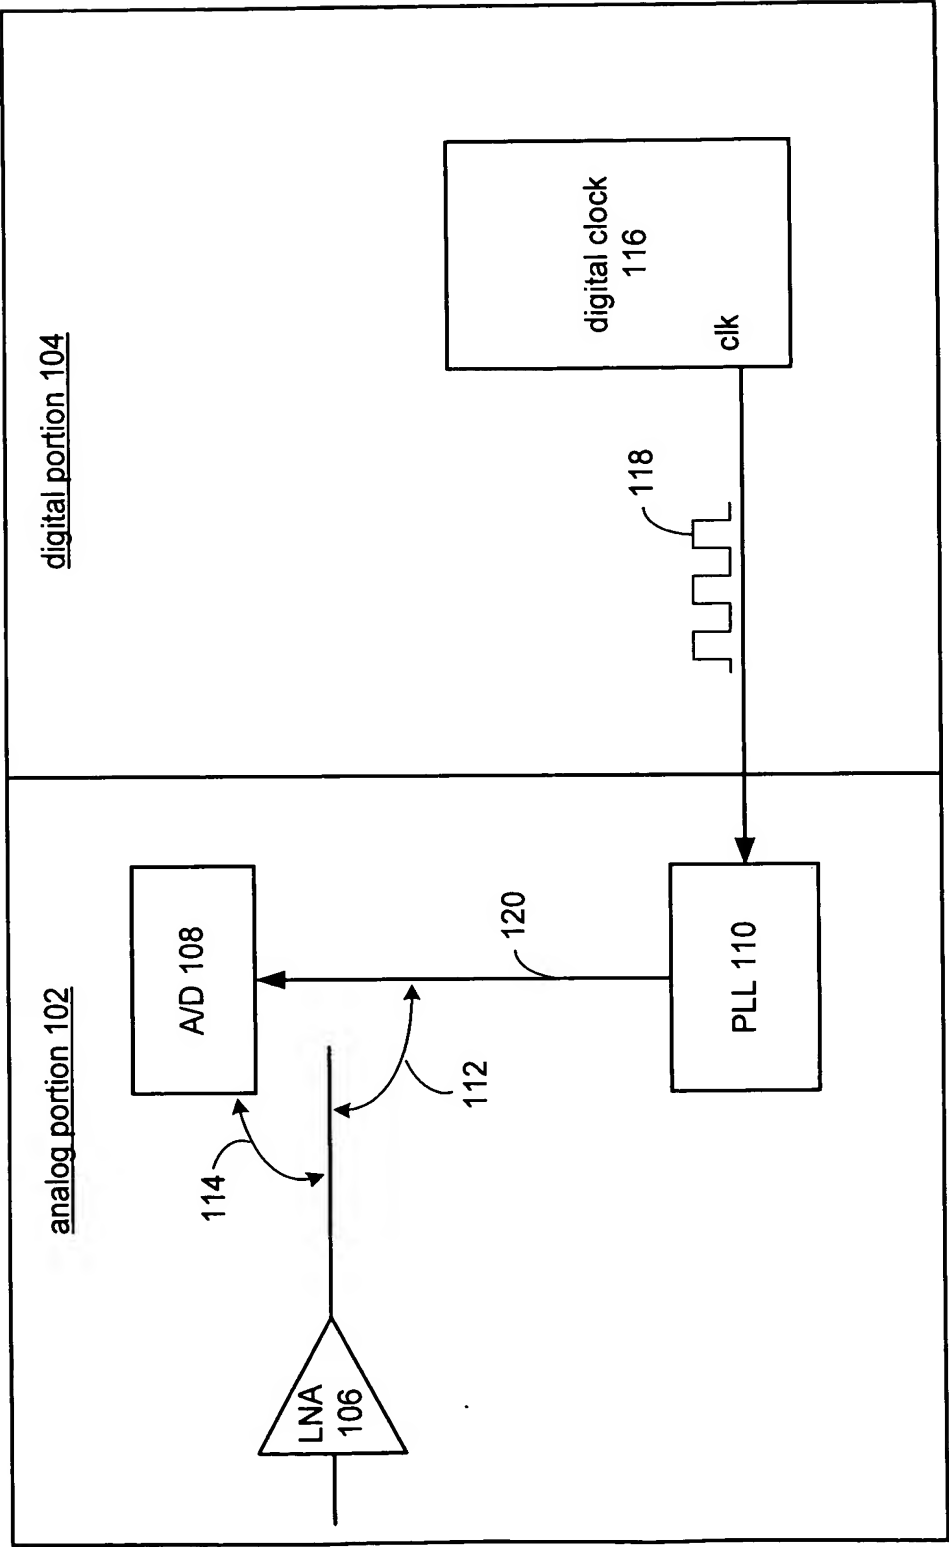 analog portion 102
digital portion 104
114
A/D 108
LNA
106
112
120
118
digital clock
116
clk
PLL 110